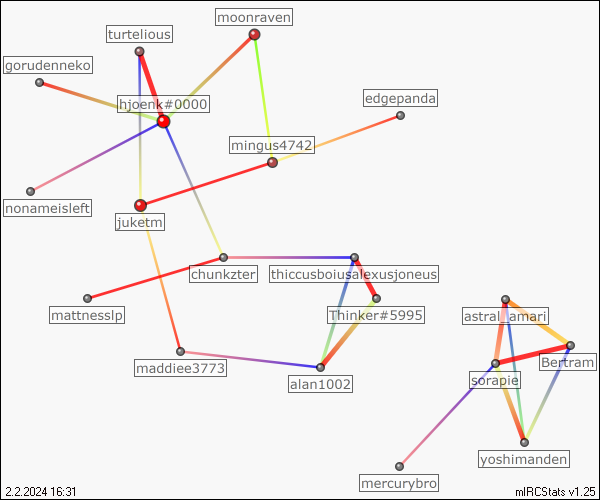 moonraven
turtelious
gorudenneko
edgepanda
hjoenk#0000
mingus4742
nonameisleft
juketm
chunkzter
thiccusboiusalexusjoneus
mattnesslp
Thinker#5995
astral_amari
Bertram
maddiee3773
sorapie
alan1002
yoshimanden
mercurybro
2.2.2024 16:31
mIRCStats v1.25